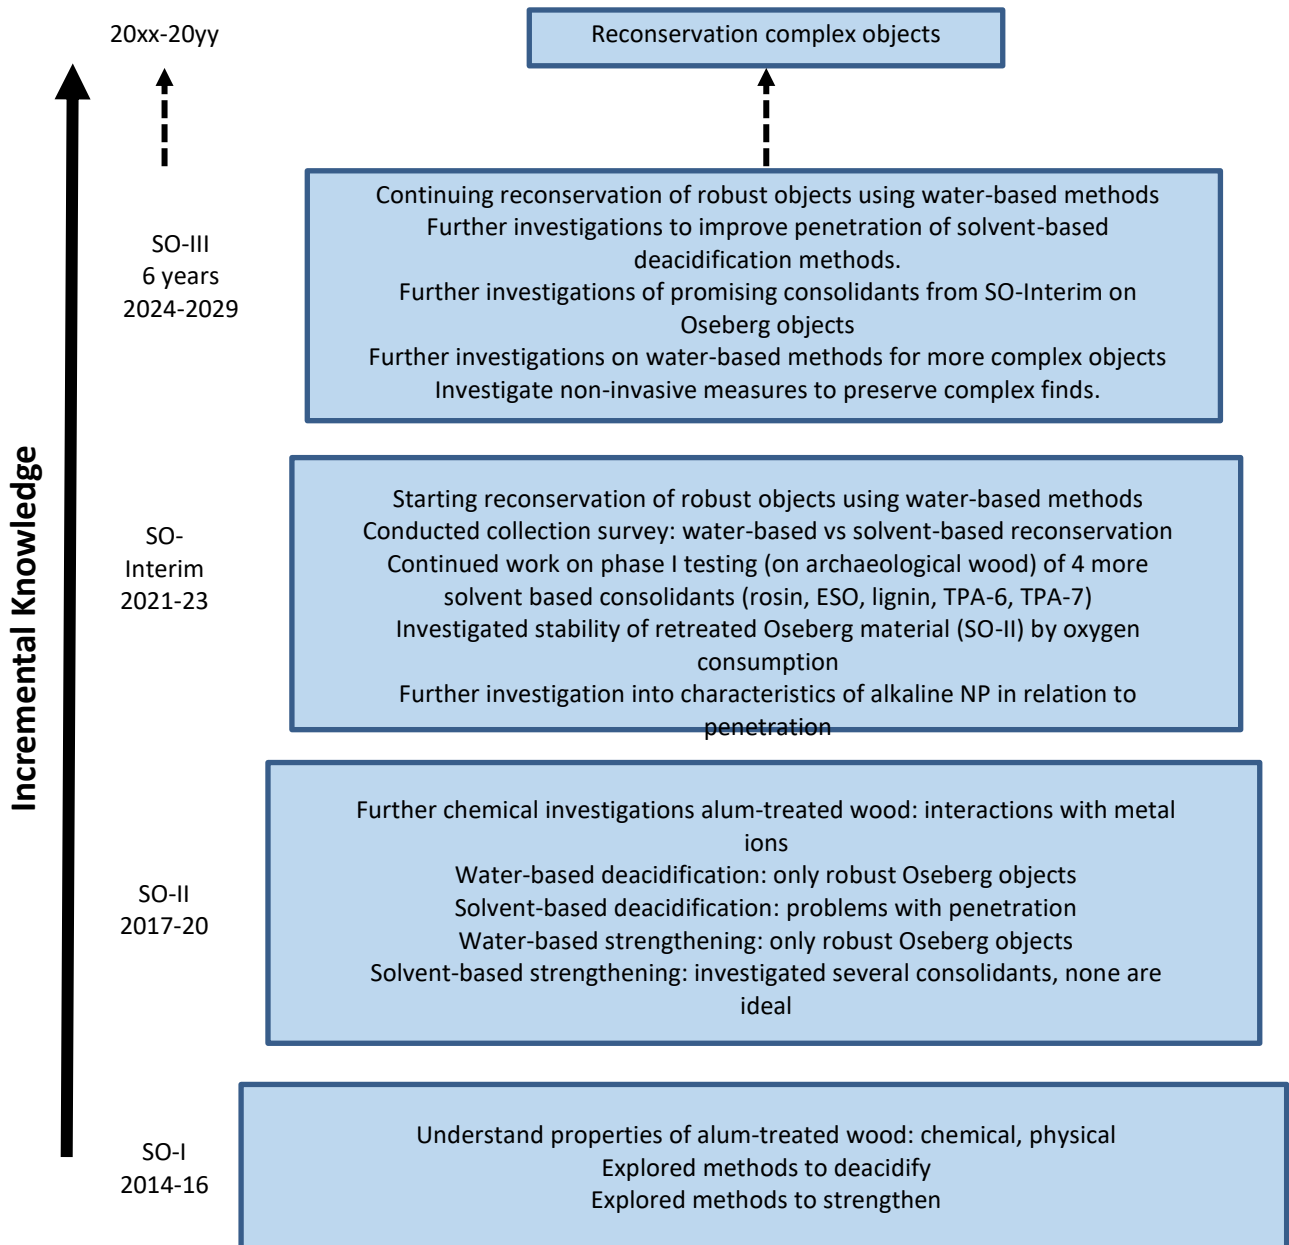 20xx-20yy
Reconservation complex objects
Incremental Knowledge
SO-III
6 years
2024-2029
Continuing reconservation of robust objects using water-based methods
Further investigations to improve penetration of solvent-based
deacidification methods.
Further investigations of promising consolidants from SO-Interim on
Oseberg objects
Further investigations on water-based methods for more complex objects
Investigate non-invasive measures to preserve complex finds.
SO-
Interim
2021-23
Starting reconservation of robust objects using water-based methods
Conducted collection survey: water-based vs solvent-based reconservation
Continued work on phase I testing (on archaeological wood) of 4 more
solvent based consolidants (rosin, ESO, lignin, TPA-6, TPA-7)
Investigated stability of retreated Oseberg material (SO-II) by oxygen
consumption
Further investigation into characteristics of alkaline NP in relation to
penetration
SO-II
2017-20
Further chemical investigations alum-treated wood: interactions with metal
ions
Water-based deacidification: only robust Oseberg objects
Solvent-based deacidification: problems with penetration
Water-based strengthening: only robust Oseberg objects
Solvent-based strengthening: investigated several consolidants, none are
ideal
SO-I
2014-16
Understand properties of alum-treated wood: chemical, physical
Explored methods to deacidify
Explored methods to strengthen